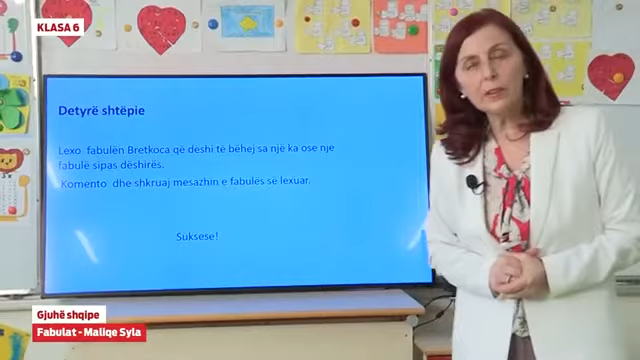 KLASA 6
Detyrë shtëpie
Lexo fabulën Bretkoca që deshi të bëhej sa një ka ose nje
fabulë sipas dëshirës.
Komento dhe shkruaj mesazhin e fabulës së lexuar.
Suksese!
Gjuhë shqipe
Fabulat - Maliqe Syla